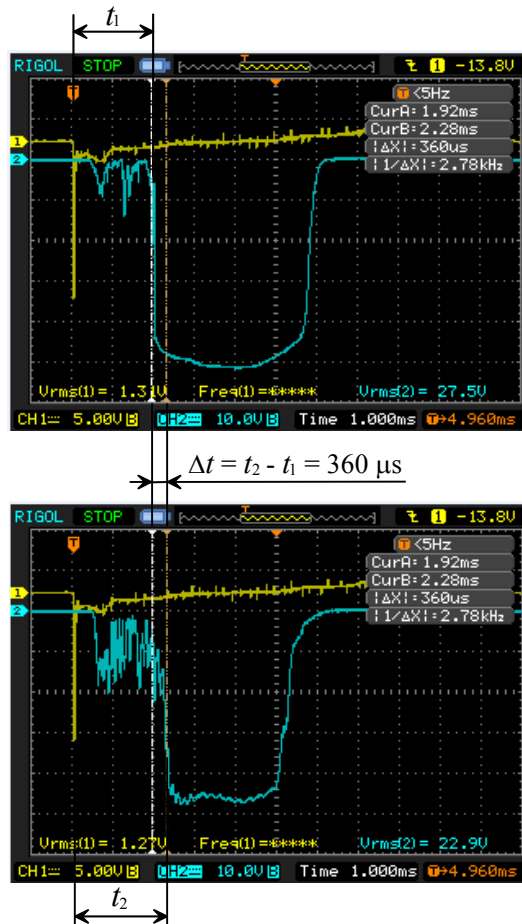 t₁
RIGOL STOP T 1 -13.8V
T
T <5Hz
CurA: 1.92ms
CurB: 2.28ms
|ΔX|: 360us
|1/ΔX|: 2.78kHz
1
2
Vrms(1) = 1.31V Freq(1)=***** Vrms(2) = 27.5V
CH1 5.00V B CH2 10.0V B Time 1.000ms T→4.960ms
Δt = t₂ - t₁ = 360 μs
RIGOL STOP T 1 -13.8V
T
T <5Hz
CurA: 1.92ms
CurB: 2.28ms
|ΔX|: 360us
|1/ΔX|: 2.78kHz
1
2
Vrms(1) = 1.27V Freq(1)=***** Vrms(2) = 22.9V
CH1 5.00V B CH2 10.0V B Time 1.000ms T→4.960ms
t₂